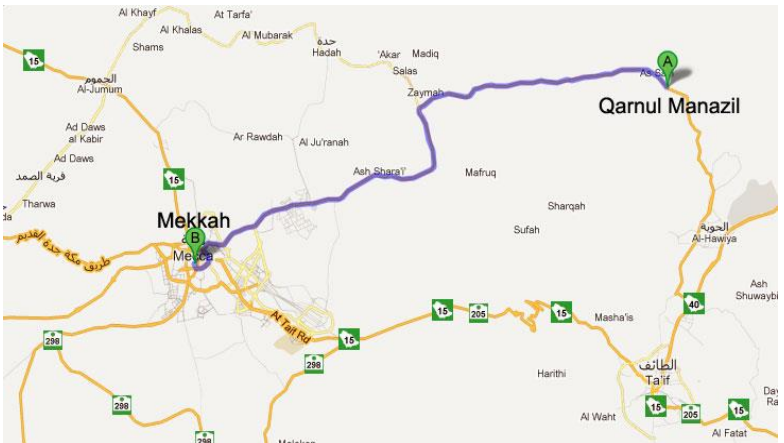 Al Khayf
At Tarfa'
Al Khalas
Al Mubarak
Shams
حدة
Hadah
'Akar
Madiq
Salas
Zaymah
A
Qarnul Manazil
15
الجموم
Al-Jumum
Ad Daws
al Kabir
Ad Daws
قرية الصمد
Tharwa
Ar Rawdah
Al Ju'ranah
Ash Shara'i'
Mafruq
Sharqah
Sufah
15
Mekkah
B
Mecca
طريق مكة جدة القديم
الحوية
Al-Hawiya
Ash
Shuwaybi
40
At Taif Rd
15
15
205
15
Masha'is
298
298
298
298
Harithi
الطائف
Ta'if
15
205
15
Al Waht
Al Fatat